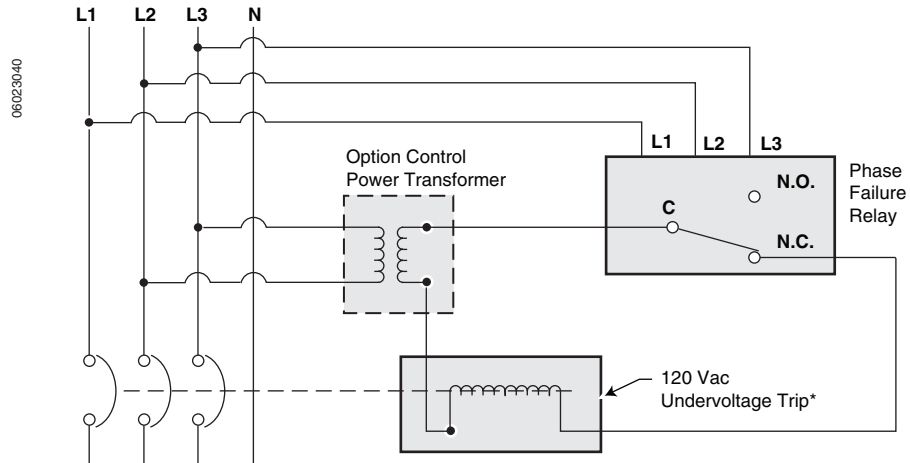 L1 L2 L3 N
06023040
L1 L2 L3
Option Control
Power Transformer
Phase
Failure
Relay
N.O.
C
N.C.
120 Vac
Undervoltage Trip*